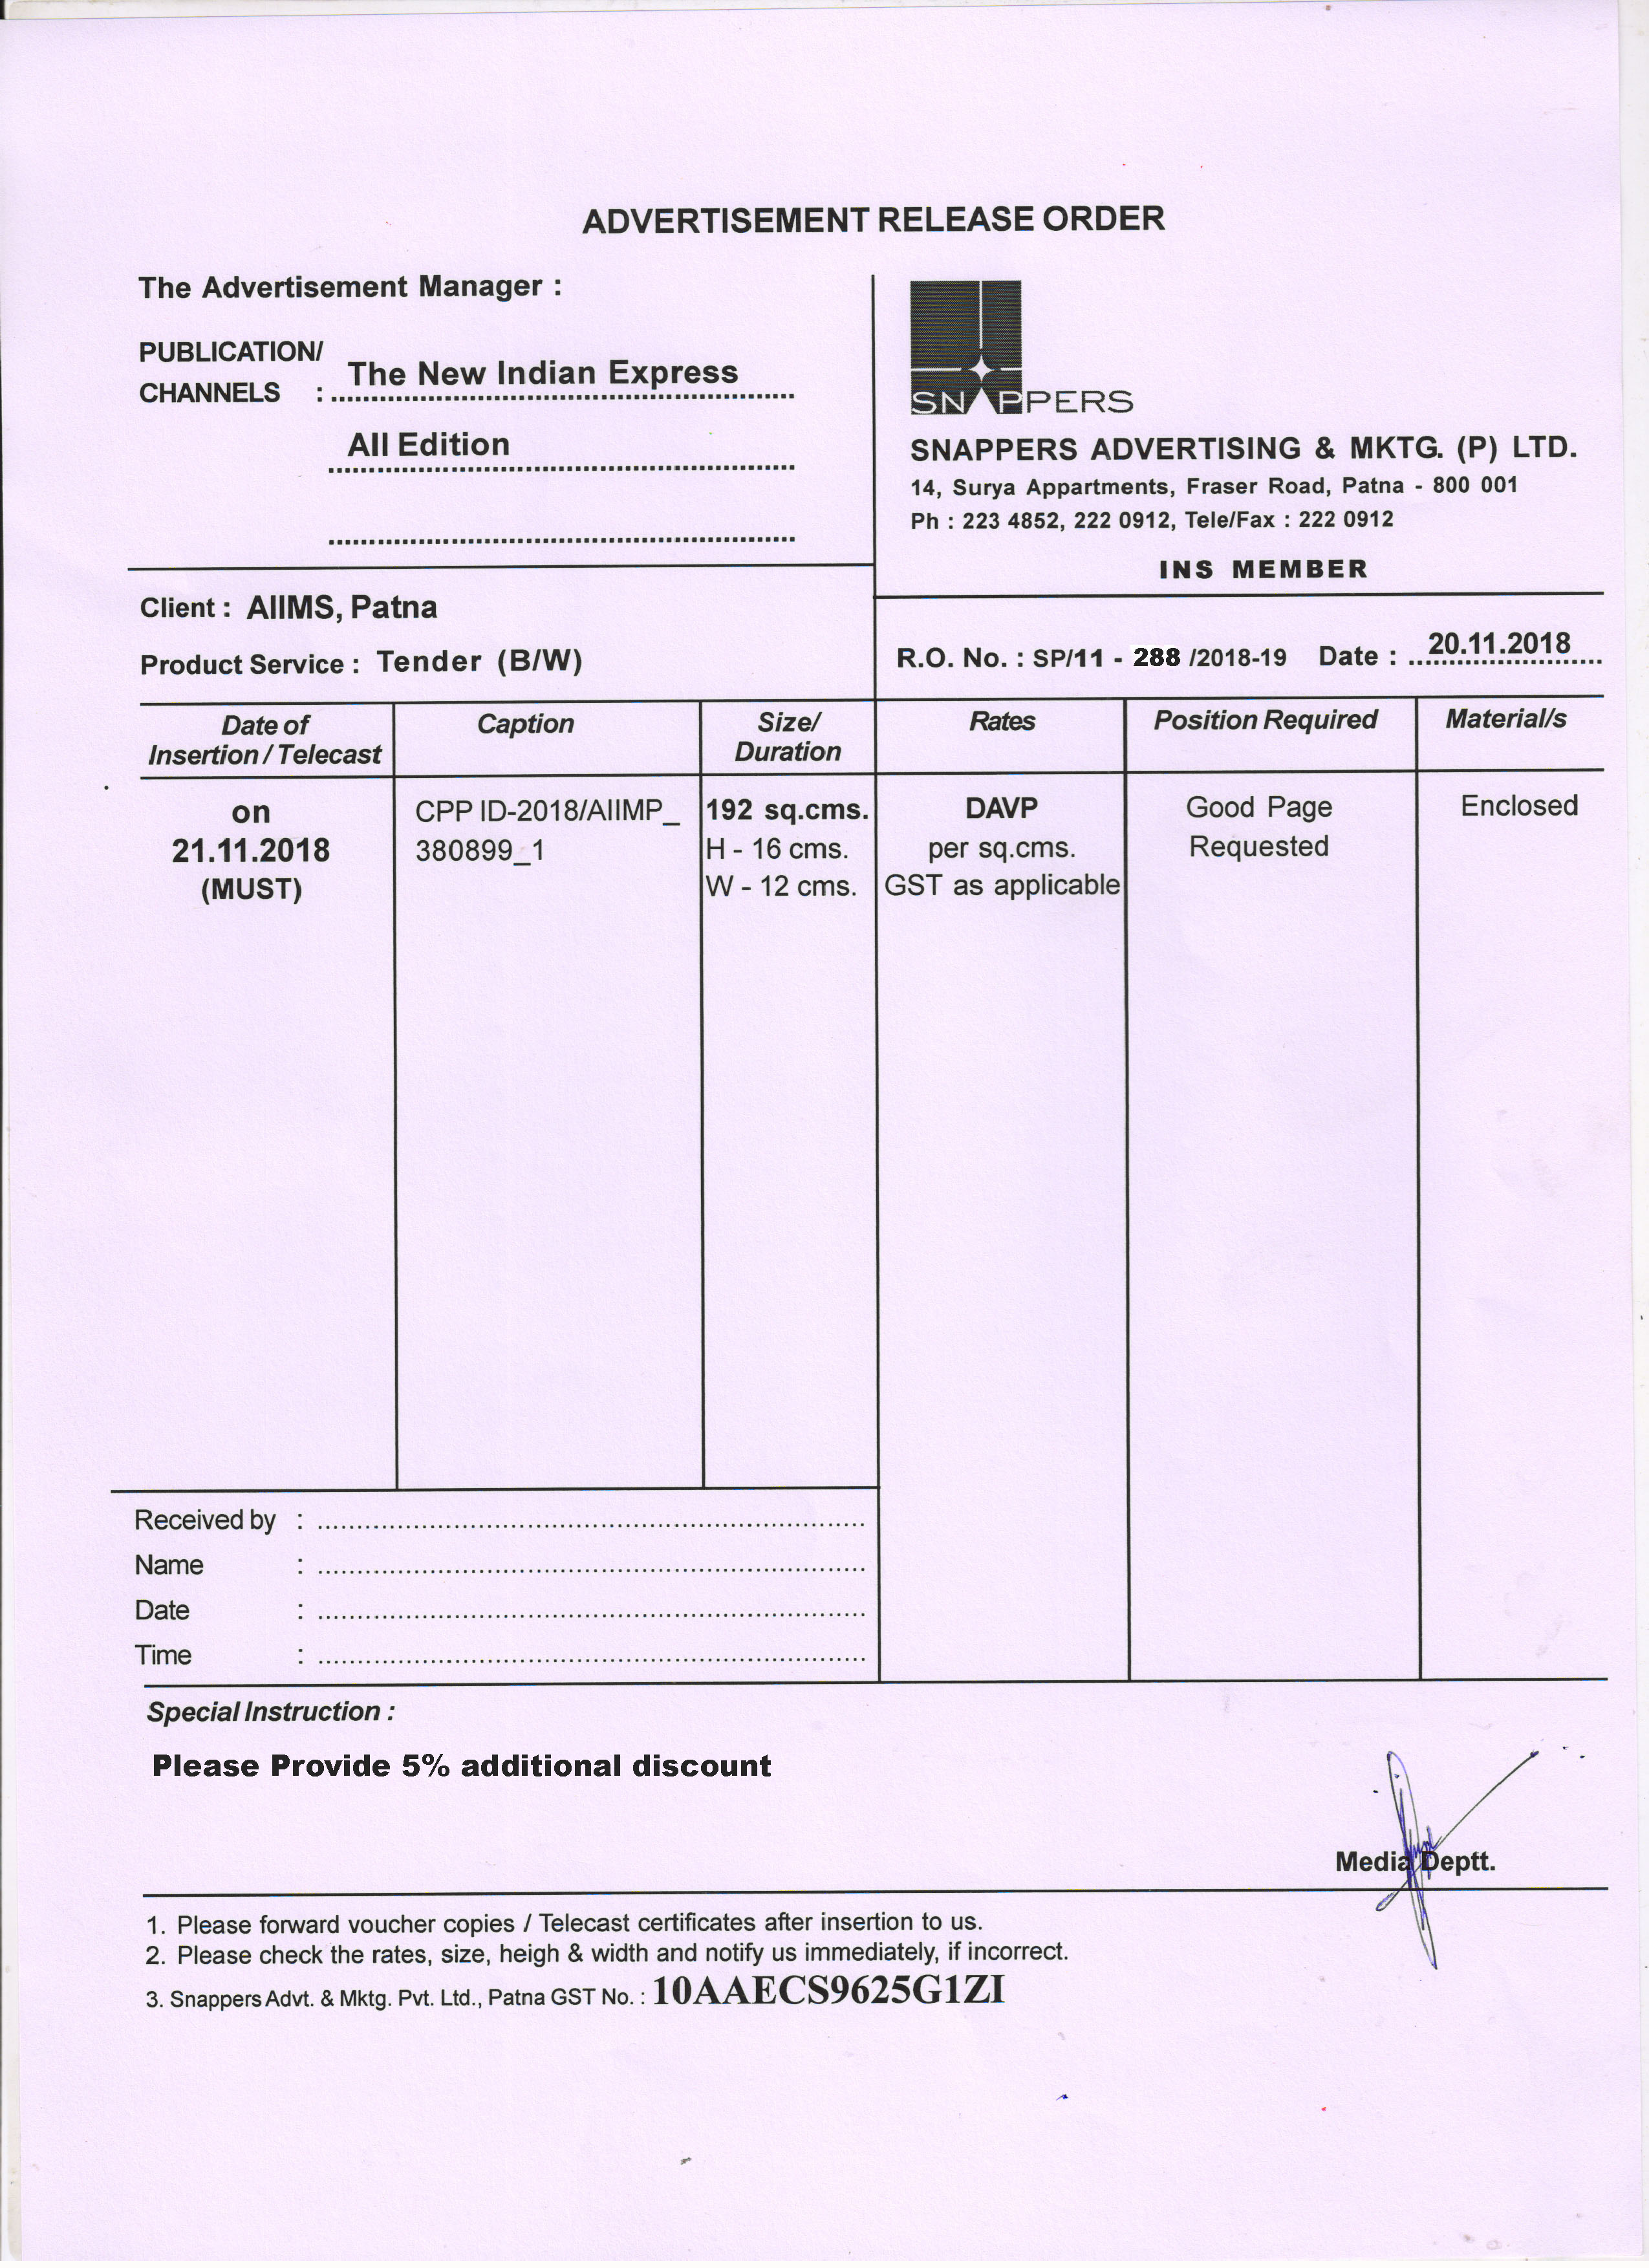 ADVERTISEMENT RELEASE ORDER
The Advertisement Manager :
PUBLICATION/
CHANNELS : The New Indian Express
All Edition
SNAPPERS
SNAPPERS ADVERTISING & MKTG. (P) LTD.
14, Surya Appartments, Fraser Road, Patna - 800 001
Ph : 223 4852, 222 0912, Tele/Fax : 222 0912
INS MEMBER
Client : AIIMS, Patna
Product Service : Tender (B/W)
R.O. No. : SP/11 - 288 /2018-19 Date : 20.11.2018
Date of
Insertion / Telecast
Caption
Size/
Duration
Rates
Position Required
Material/s
on
21.11.2018
(MUST)
CPP ID-2018/AIIMP_
380899_1
192 sq.cms.
H - 16 cms.
W - 12 cms.
DAVP
per sq.cms.
GST as applicable
Good Page
Requested
Enclosed
Received by :
Name :
Date :
Time :
Special Instruction :
Please Provide 5% additional discount
Media Deptt.
1. Please forward voucher copies / Telecast certificates after insertion to us.
2. Please check the rates, size, heigh & width and notify us immediately, if incorrect.
3. Snappers Advt. & Mktg. Pvt. Ltd., Patna GST No. : 10AAECS9625G1ZI